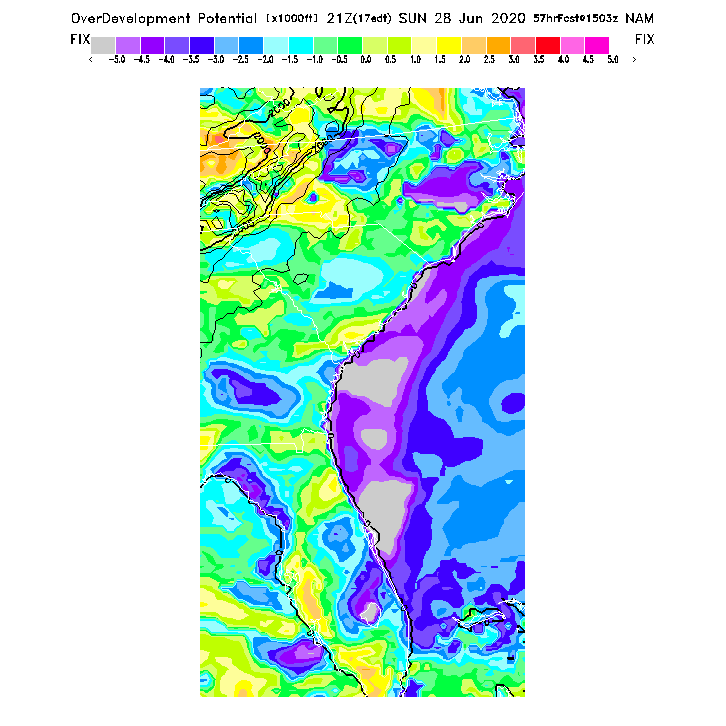 OverDevelopment Potential [x1000ft] 21Z(17edt) SUN 28 Jun 2020 57hrFcst@1503z NAM
FIX FIX
< -5.0 -4.5 -4.0 -3.5 -3.0 -2.5 -2.0 -1.5 -1.0 -0.5 0.0 0.5 1.0 1.5 2.0 2.5 3.0 3.5 4.0 4.5 5.0 >
2000